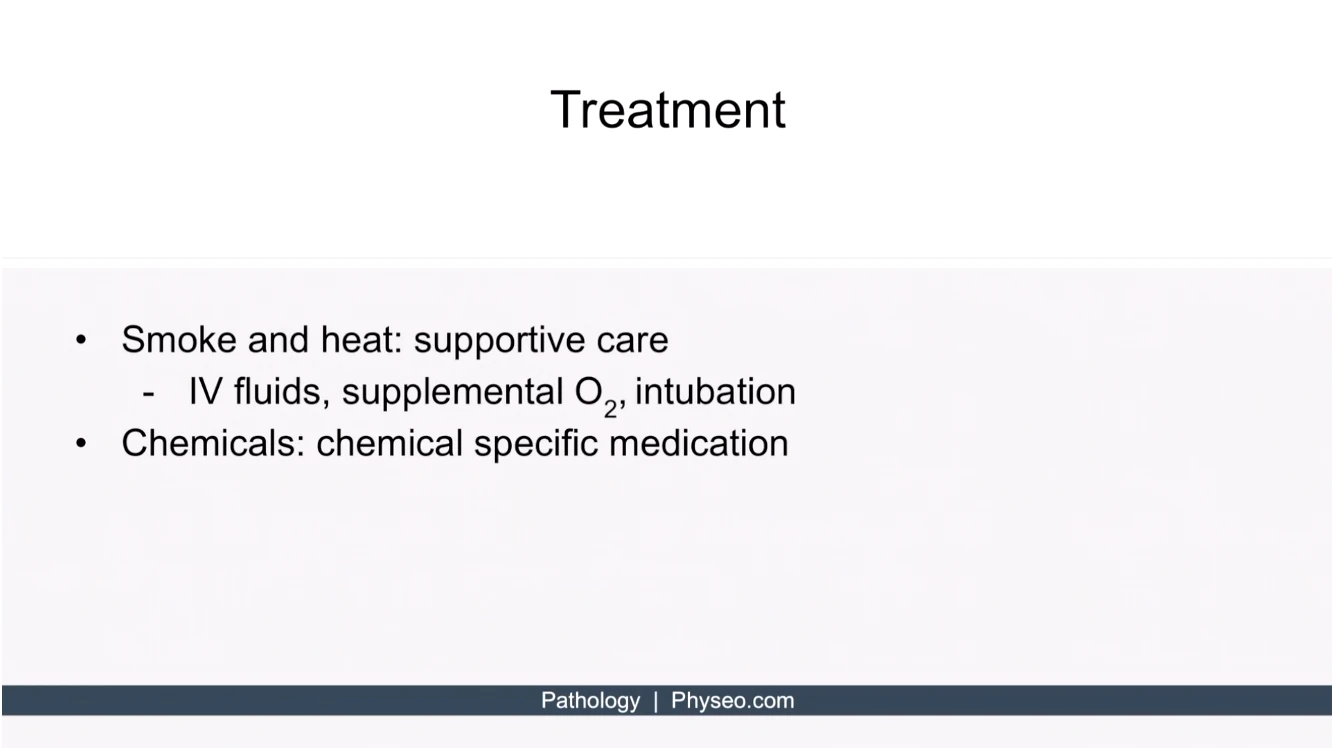 Treatment
• Smoke and heat: supportive care
- IV fluids, supplemental O₂, intubation
• Chemicals: chemical specific medication
Pathology | Physeo.com